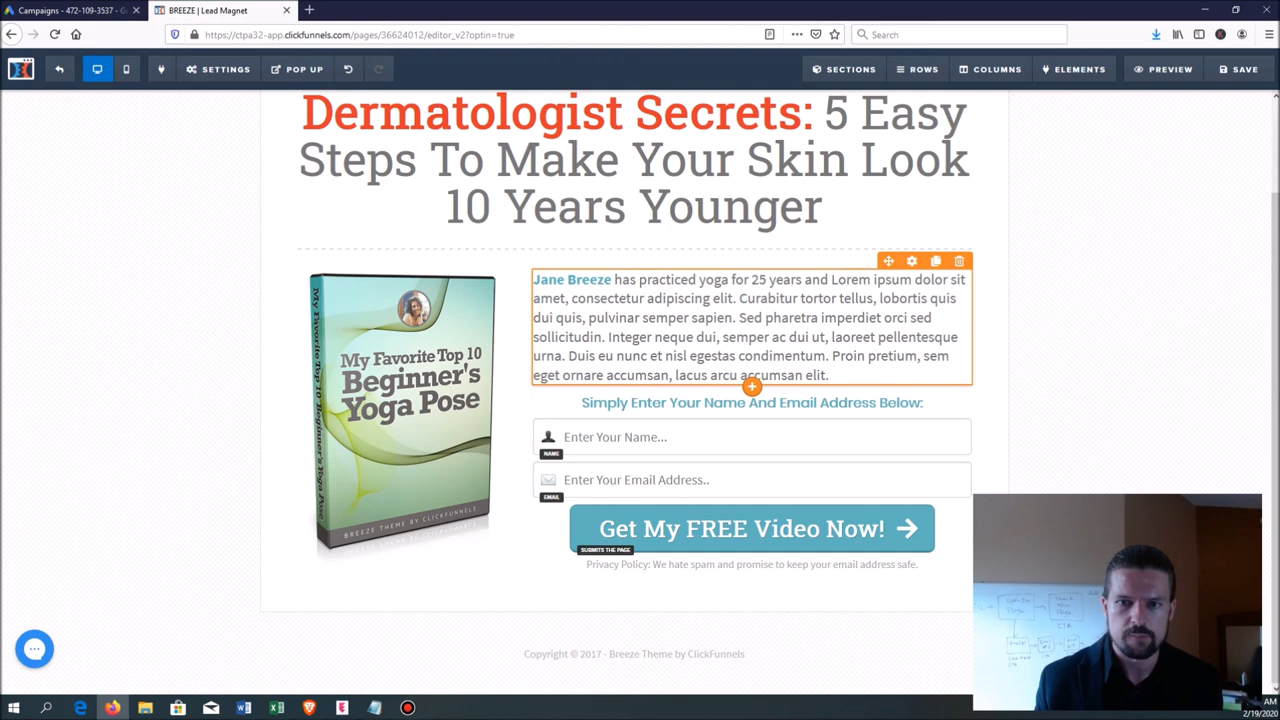 Campaigns - 472-109-3537 - G
BREEZE | Lead Magnet
https://ctpa32-app.clickfunnels.com/pages/36624012/editor_v2?optin=true
Search
SETTINGS
POP UP
SECTIONS
ROWS
COLUMNS
ELEMENTS
PREVIEW
SAVE
Dermatologist Secrets: 5 Easy
Steps To Make Your Skin Look
10 Years Younger
Jane Breeze has practiced yoga for 25 years and Lorem ipsum dolor sit
amet, consectetur adipiscing elit. Curabitur tortor tellus, lobortis quis
dui quis, pulvinar semper sapien. Sed pharetra imperdiet orci sed
sollicitudin. Integer neque dui, semper ac dui ut, laoreet pellentesque
urna. Duis eu nunc et nisl egestas condimentum. Proin pretium, sem
eget ornare accumsan, lacus arcu accumsan elit.
My Favorite Top 10 Beginner's Yoga Pose
My Favorite Top 10
Beginner's
Yoga Pose
BREEZE THEME BY CLICKFUNNELS
Simply Enter Your Name And Email Address Below:
Enter Your Name...
NAME
Enter Your Email Address..
EMAIL
Get My FREE Video Now!
SUBMITS THE PAGE
Privacy Policy: We hate spam and promise to keep your email address safe.
Copyright © 2017 - Breeze Theme by ClickFunnels
AM
2/19/2020